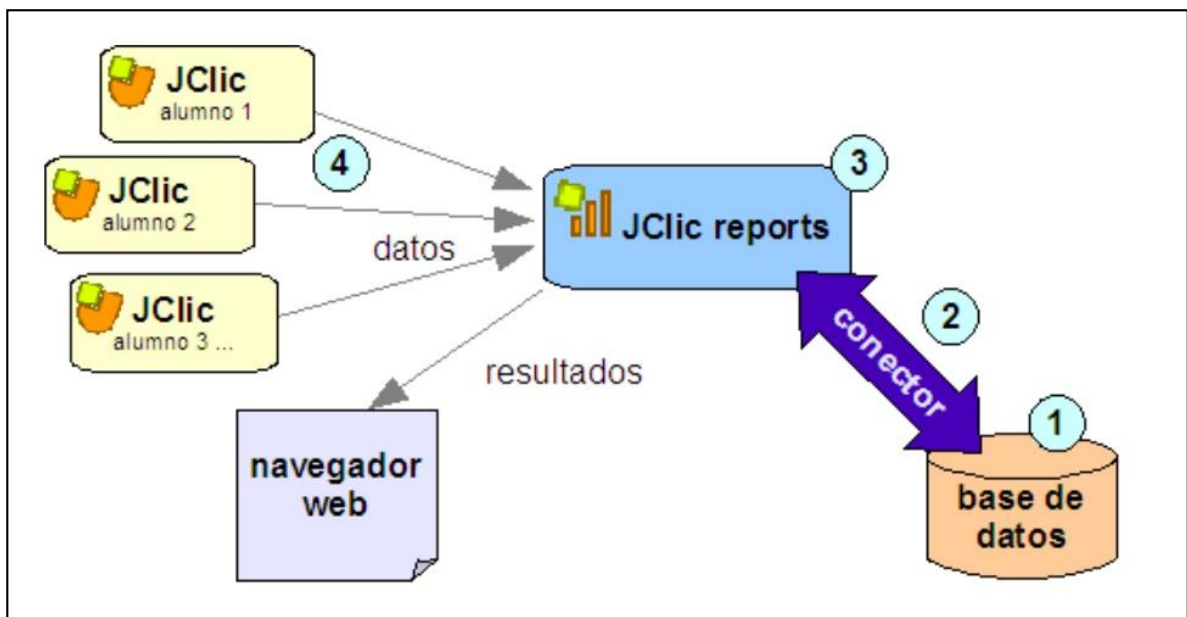 JClic
alumno 1
4
JClic
alumno 2
datos
JClic
alumno 3 ...
3
JClic reports
2
conector
resultados
1
navegador
web
base de
datos